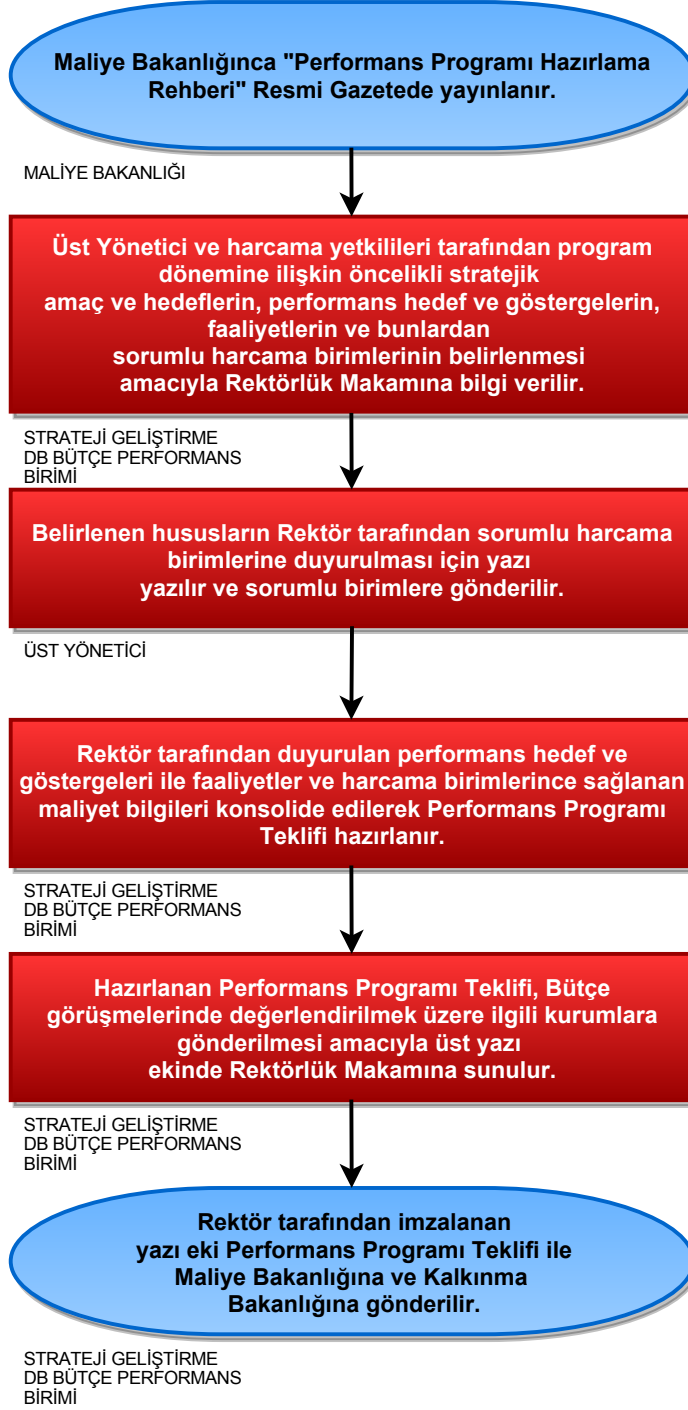 Maliye Bakanlığınca "Performans Programı Hazırlama
Rehberi" Resmi Gazetede yayınlanır.
MALİYE BAKANLIĞI
Üst Yönetici ve harcama yetkilileri tarafından program
dönemine ilişkin öncelikli stratejik
amaç ve hedeflerin, performans hedef ve göstergelerin,
faaliyetlerin ve bunlardan
sorumlu harcama birimlerinin belirlenmesi
amacıyla Rektörlük Makamına bilgi verilir.
STRATEJİ GELİŞTİRME
DB BÜTÇE PERFORMANS
BİRİMİ
Belirlenen hususların Rektör tarafından sorumlu harcama
birimlerine duyurulması için yazı
yazılır ve sorumlu birimlere gönderilir.
ÜST YÖNETİCİ
Rektör tarafından duyurulan performans hedef ve
göstergeleri ile faaliyetler ve harcama birimlerince sağlanan
maliyet bilgileri konsolide edilerek Performans Programı
Teklifi hazırlanır.
STRATEJİ GELİŞTİRME
DB BÜTÇE PERFORMANS
BİRİMİ
Hazırlanan Performans Programı Teklifi, Bütçe
görüşmelerinde değerlendirilmek üzere ilgili kurumlara
gönderilmesi amacıyla üst yazı
ekinde Rektörlük Makamına sunulur.
STRATEJİ GELİŞTİRME
DB BÜTÇE PERFORMANS
BİRİMİ
Rektör tarafından imzalanan
yazı eki Performans Programı Teklifi ile
Maliye Bakanlığına ve Kalkınma
Bakanlığına gönderilir.
STRATEJİ GELİŞTİRME
DB BÜTÇE PERFORMANS
BİRİMİ